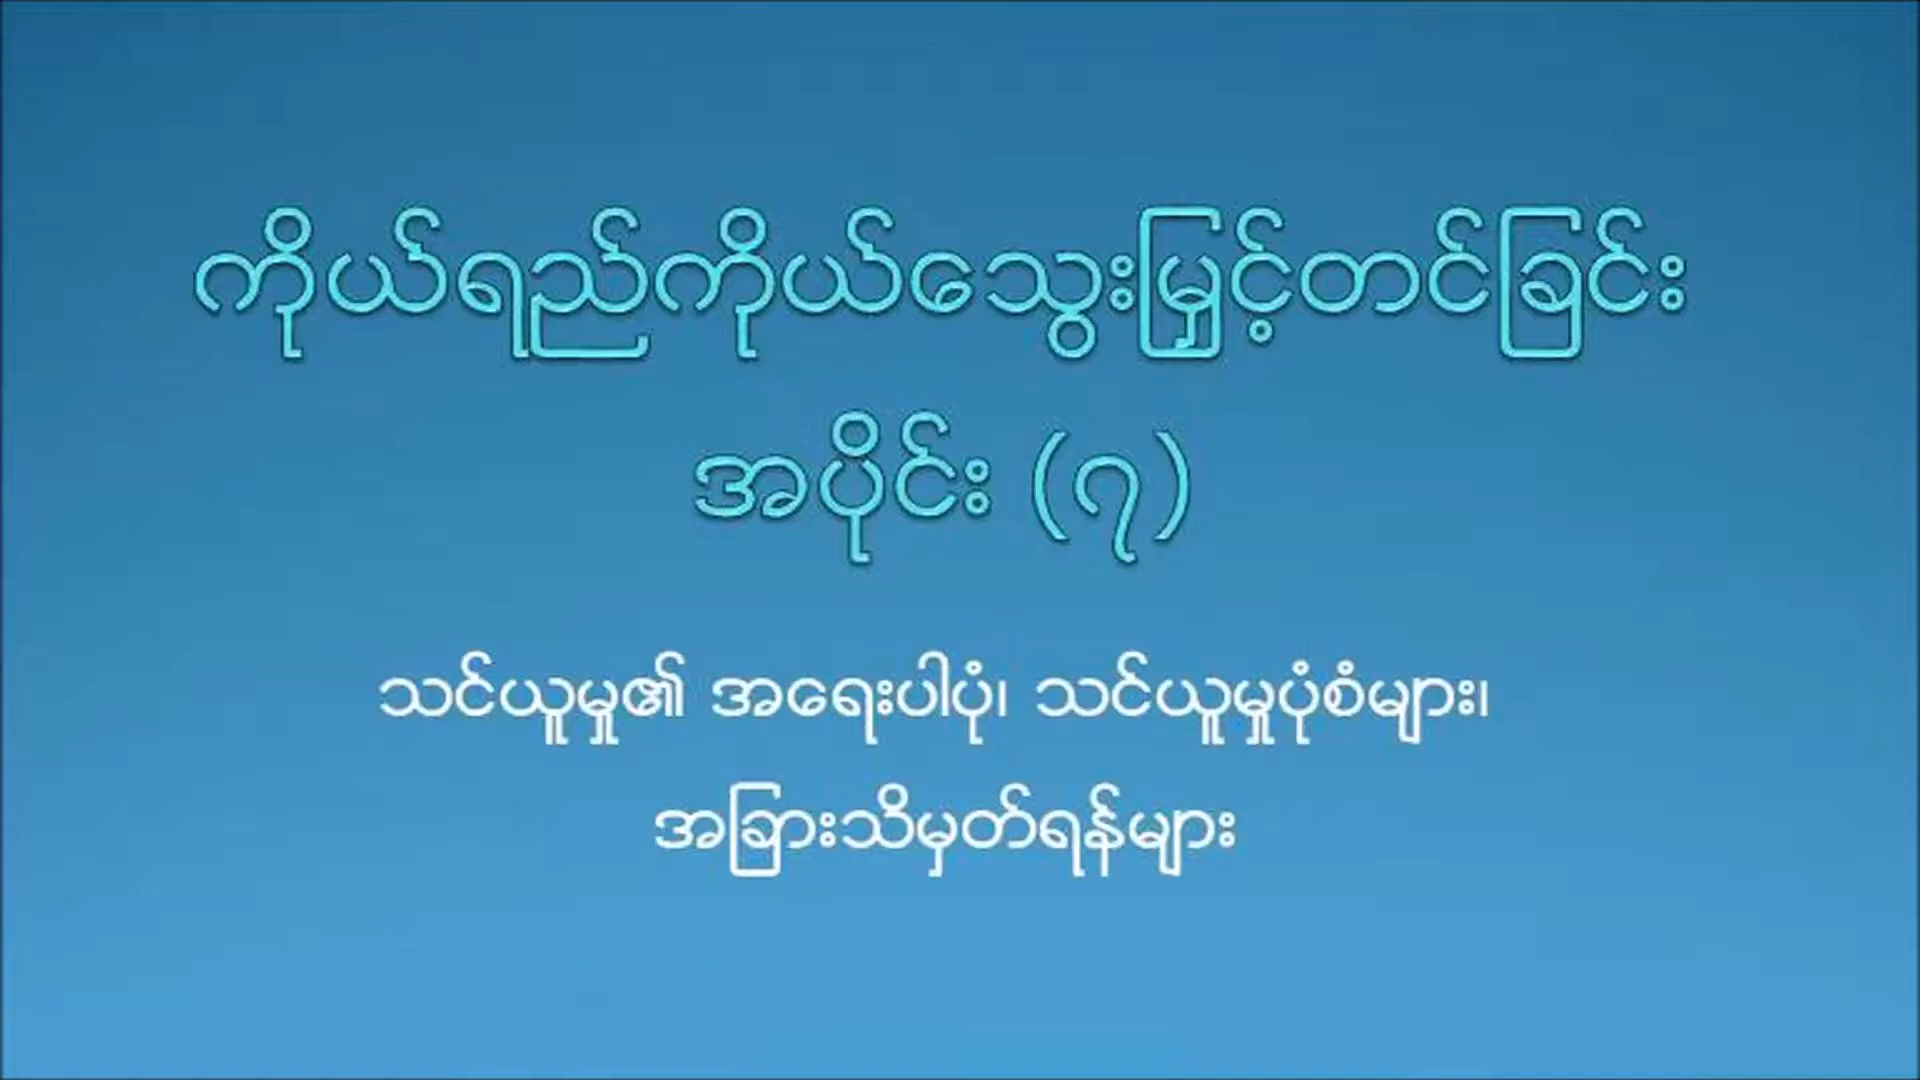 ကိုယ်ရည်ကိုယ်သွေးမြှင့်တင်ခြင်း
အပိုင်း (၇)
သင်ယူမှု၏ အရေးပါပုံ၊ သင်ယူမှုပုံစံများ၊
အခြားသိမှတ်ရန်များ